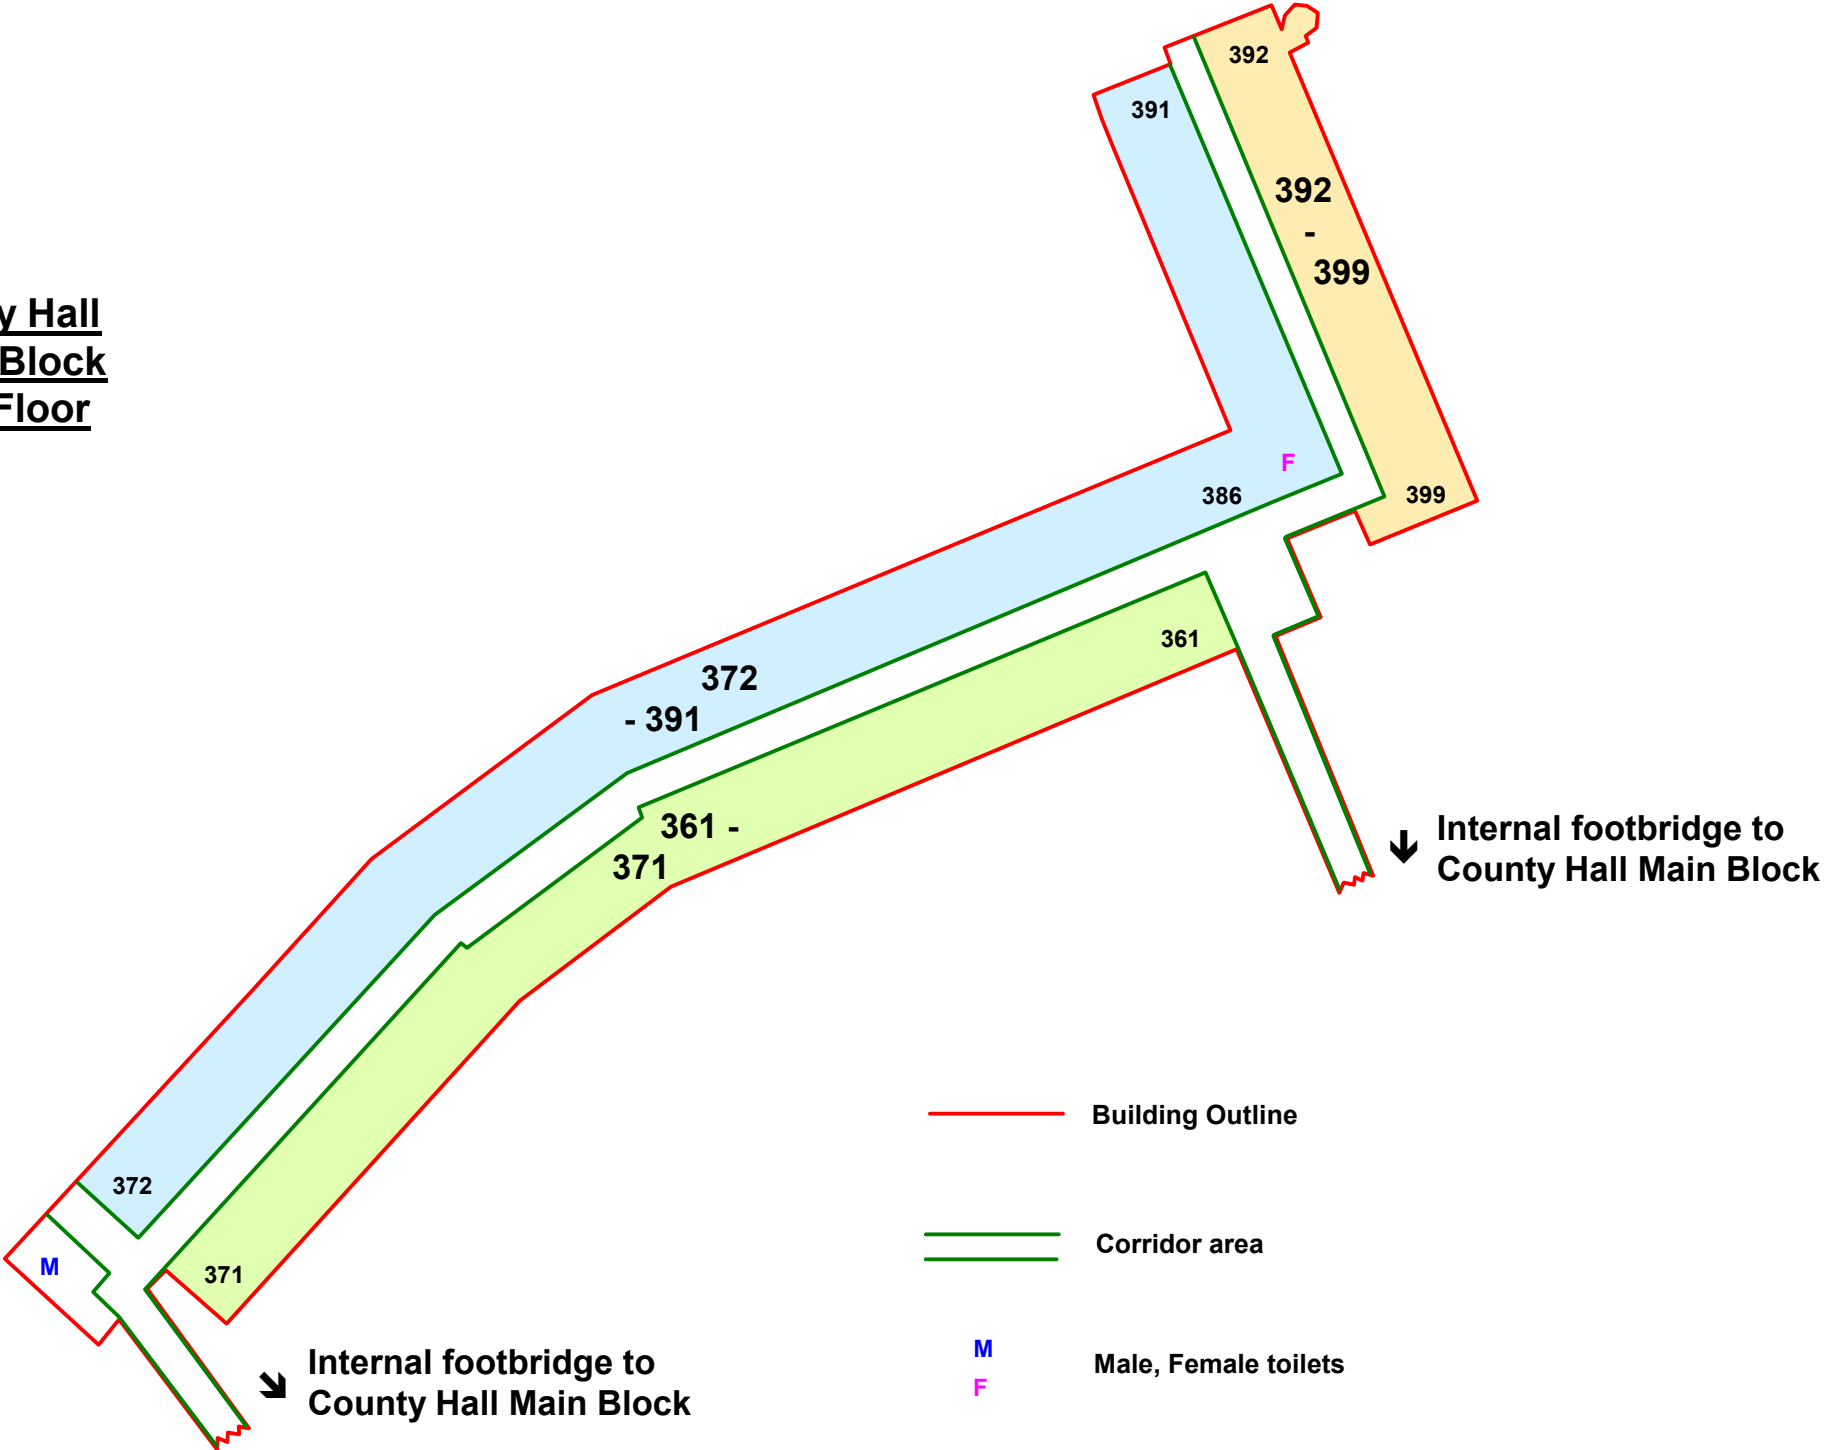 392
391
392
-
399
y Hall
Block
Floor
F
386
399
361
372
- 391
361 -
371
Internal footbridge to
County Hall Main Block
Building Outline
372
Corridor area
M
371
M
Male, Female toilets
F
Internal footbridge to
County Hall Main Block